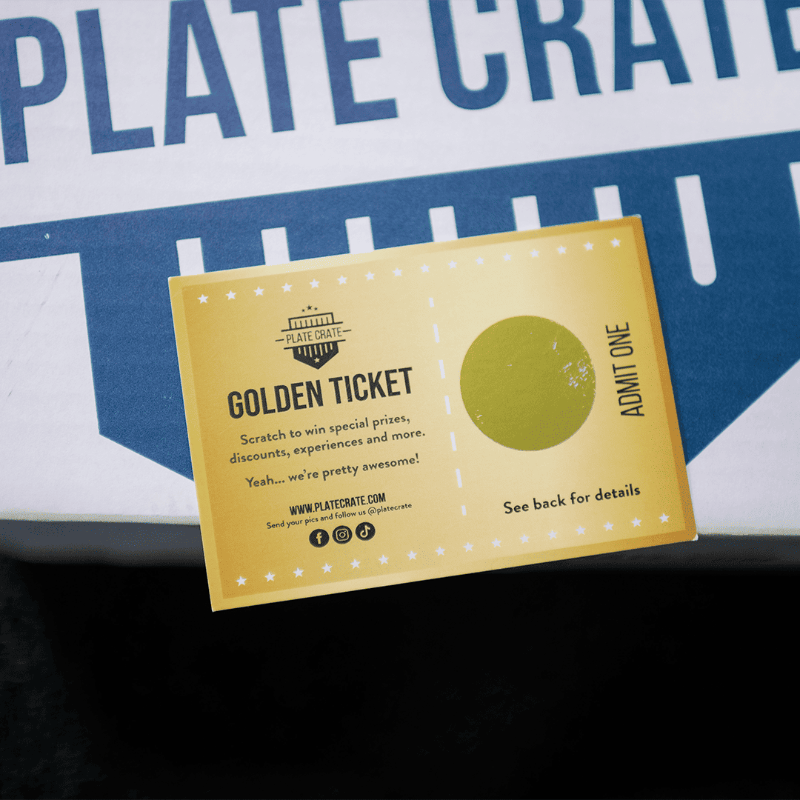 PLATE CRATE
PLATE CRATE
GOLDEN TICKET
Scratch to win special prizes,
discounts, experiences and more.
Yeah... we're pretty awesome!
WWW.PLATECRATE.COM
Send your pics and follow us @platecrate
ADMIT ONE
See back for details